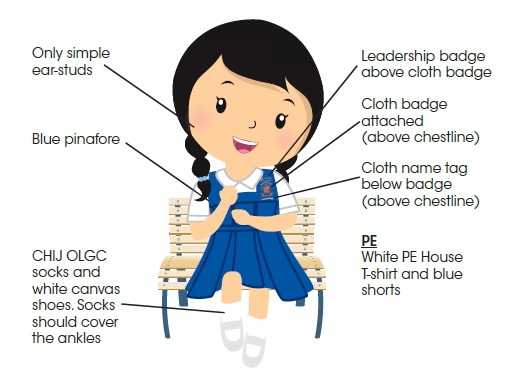 Only simple
ear-studs
Blue pinafore
CHIJ OLGC
socks and
white canvas
shoes. Socks
should cover
the ankles
Leadership badge
above cloth badge
Cloth badge
attached
(above chestline)
Cloth name tag
below badge
(above chestline)
PE
White PE House
T-shirt and blue
shorts